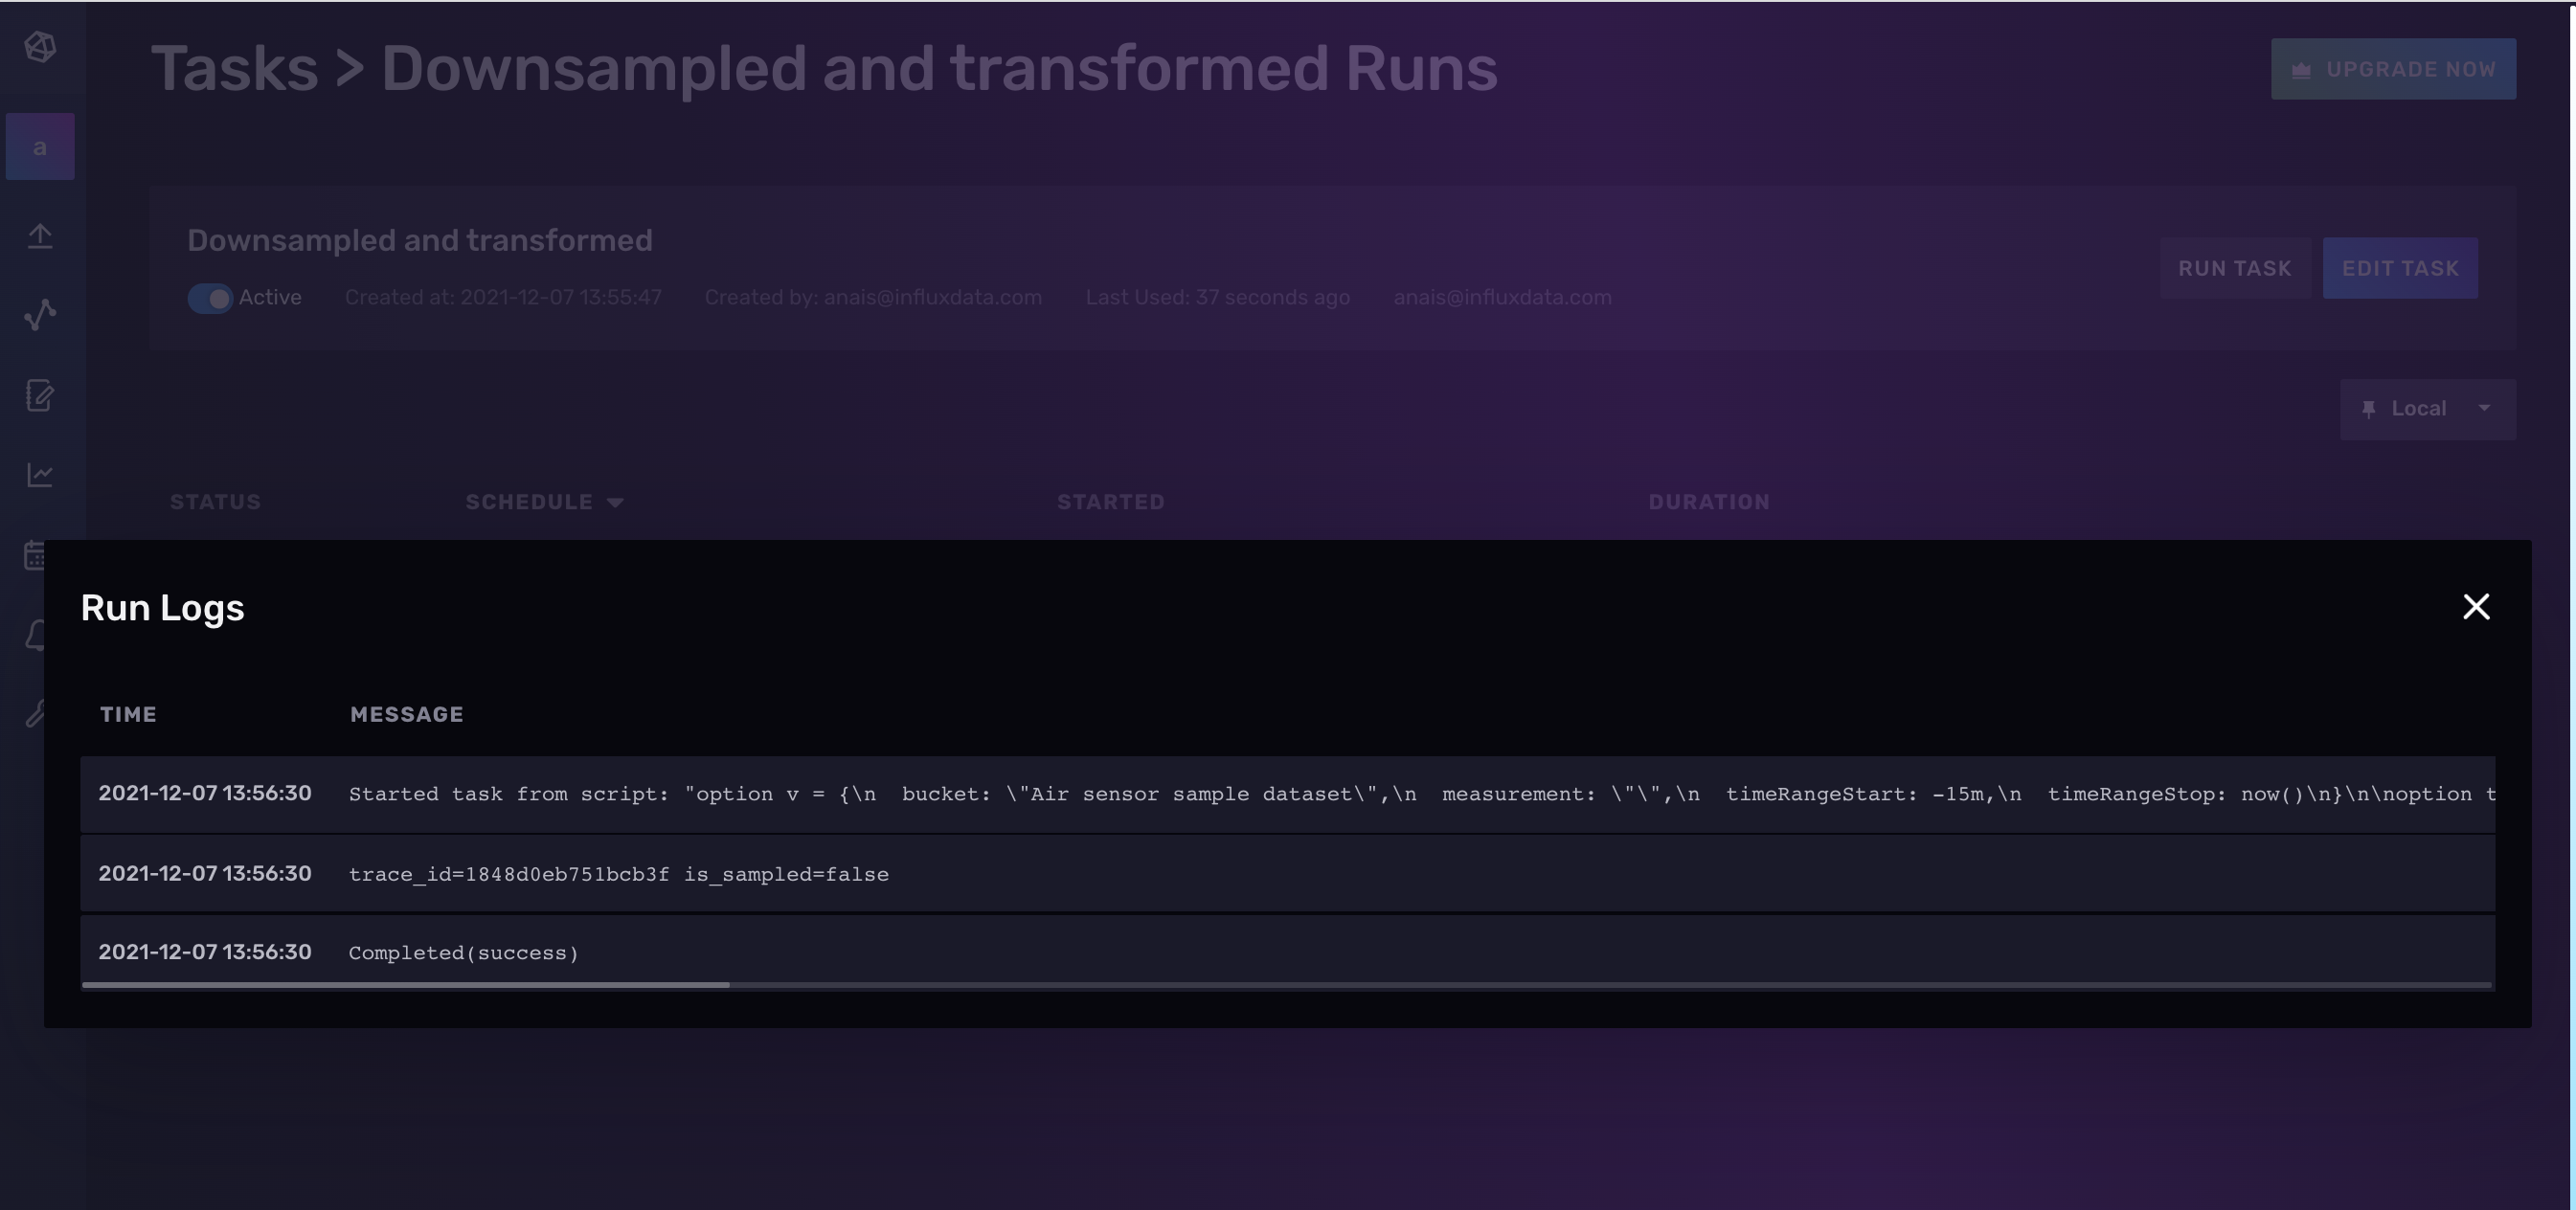 Tasks > Downsampled and transformed Runs
UPGRADE NOW
a
Downsampled and transformed
Active Created at: 2021-12-07 13:55:47 Created by: anais@influxdata.com Last Used: 37 seconds ago anais@influxdata.com
RUN TASK EDIT TASK
Local
STATUS SCHEDULE STARTED DURATION
Run Logs
TIME MESSAGE
2021-12-07 13:56:30 Started task from script: "option v = {\n  bucket: \"Air sensor sample dataset\",\n  measurement: \"\",\n  timeRangeStart: -15m,\n  timeRangeStop: now()\n}\n\noption t
2021-12-07 13:56:30 trace_id=1848d0eb751bcb3f is_sampled=false
2021-12-07 13:56:30 Completed(success)